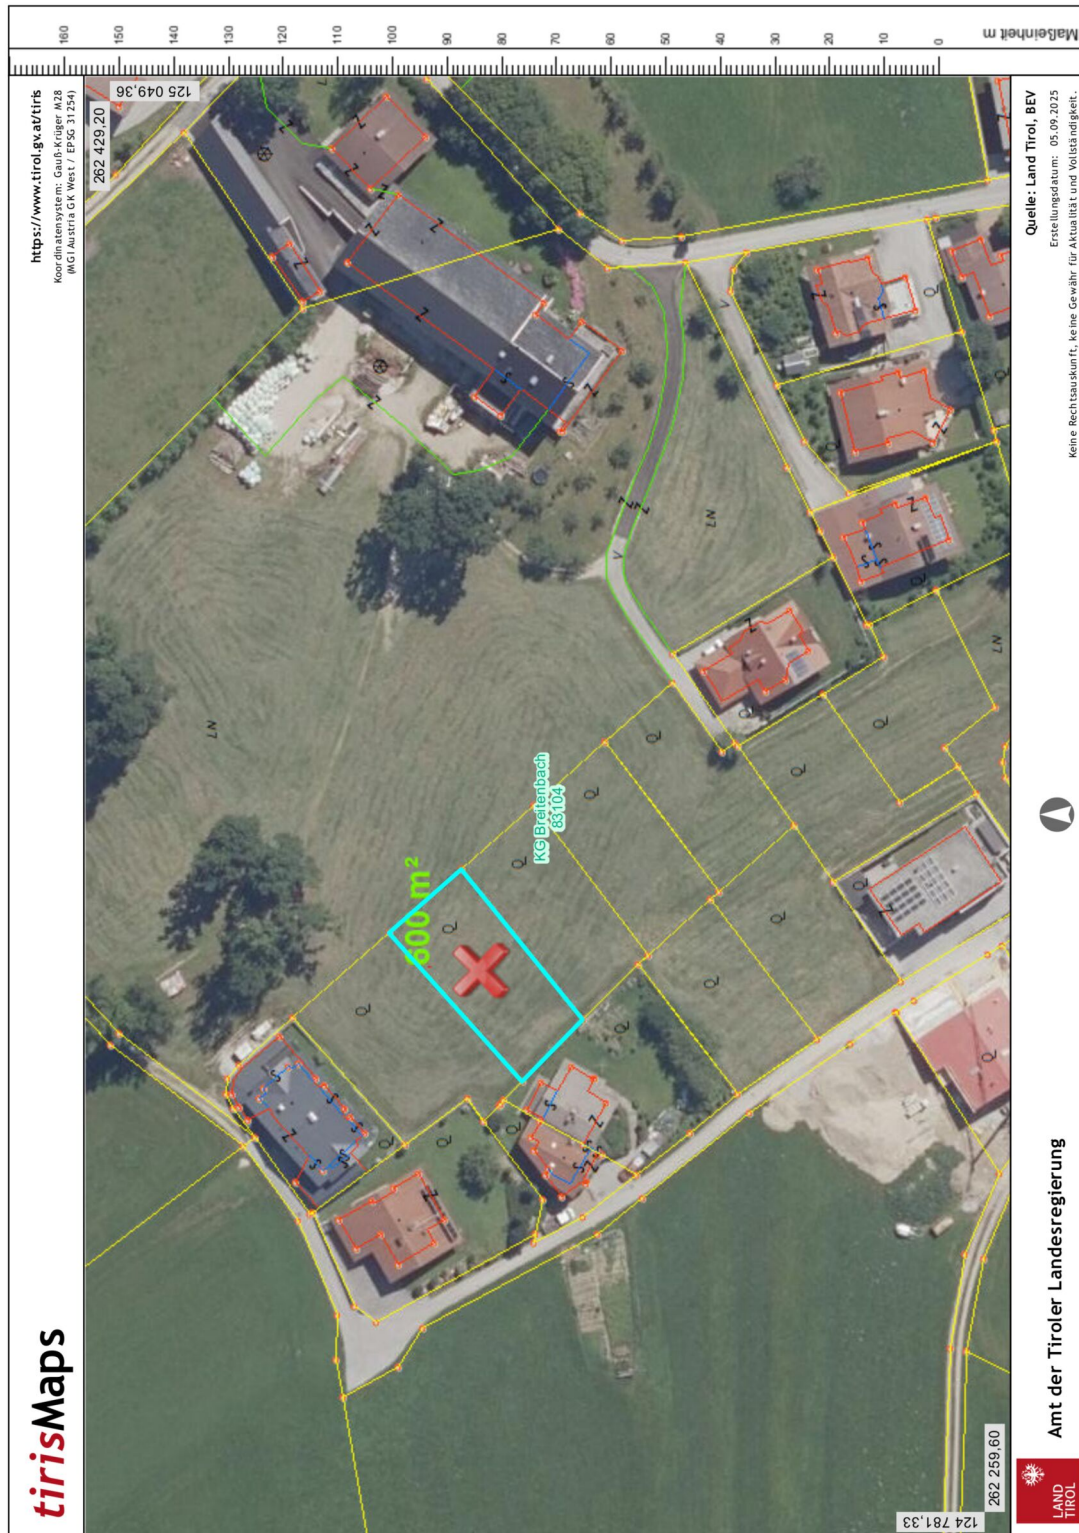 tirisMaps
https://www.tirol.gv.at/tiris
Koordinatensystem: Gauß-Krüger M28
(MGI Austria GK West / EPSG 31254)
262 429,20
125 049,36
160
150
140
130
120
110
100
90
80
70
60
50
40
30
20
10
0
Maßeinheit m
LN
LN
LN
V
V
600 m²
KG Breitenbach
83104
124 781,33
262 259,60
LAND
TIROL
Amt der Tiroler Landesregierung
Quelle: Land Tirol, BEV
Erstellungsdatum: 05.09.2025
Keine Rechtsauskunft, keine Gewähr für Aktualität und Vollständigkeit.